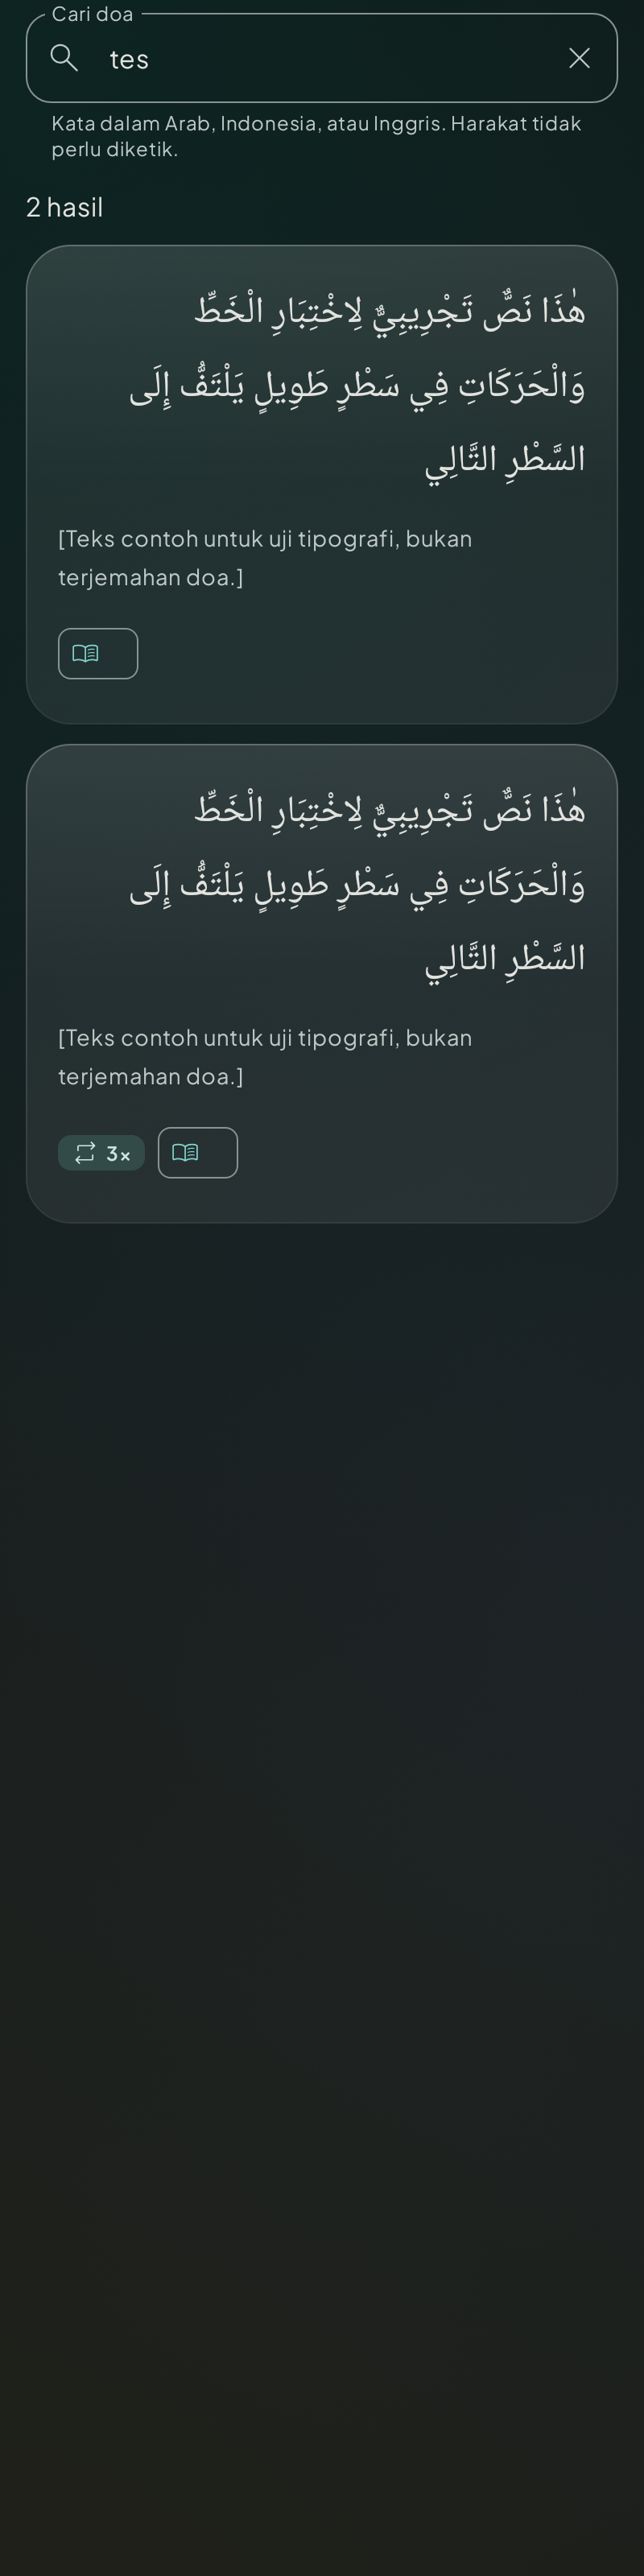 Cari doa
tes
Kata dalam Arab, Indonesia, atau Inggris. Harakat tidak
perlu diketik.
2 hasil
هٰذَا نَصٌّ تَجْرِيبِيٌّ لِاخْتِبَارِ الْخَطِّ
وَالْحَرَكَاتِ فِي سَطْرٍ طَوِيلٍ يَلْتَفُّ إِلَى
السَّطْرِ التَّالِي
[Teks contoh untuk uji tipografi, bukan
terjemahan doa.]
هٰذَا نَصٌّ تَجْرِيبِيٌّ لِاخْتِبَارِ الْخَطِّ
وَالْحَرَكَاتِ فِي سَطْرٍ طَوِيلٍ يَلْتَفُّ إِلَى
السَّطْرِ التَّالِي
[Teks contoh untuk uji tipografi, bukan
terjemahan doa.]
3×